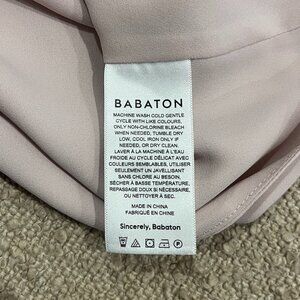 BABATON
MACHINE WASH COLD GENTLE
CYCLE WITH LIKE COLOURS,
ONLY NON-CHLORINE BLEACH
WHEN NEEDED, TUMBLE DRY
LOW, COOL IRON ONLY IF
NEEDED, OR DRY CLEAN.
LAVER À LA MACHINE À L'EAU
FROIDE AU CYCLE DÉLICAT AVEC
COULEURS SEMBLABLES, UTILISER
SEULEMENT UN JAVELLISANT
SANS CHLORE AU BESOIN,
SÉCHER À BASSE TEMPÉRATURE,
REPASSAGE DOUX SI NÉCESSAIRE,
OU NETTOYER À SEC.
MADE IN CHINA
FABRIQUÉ EN CHINE
Sincerely, Babaton